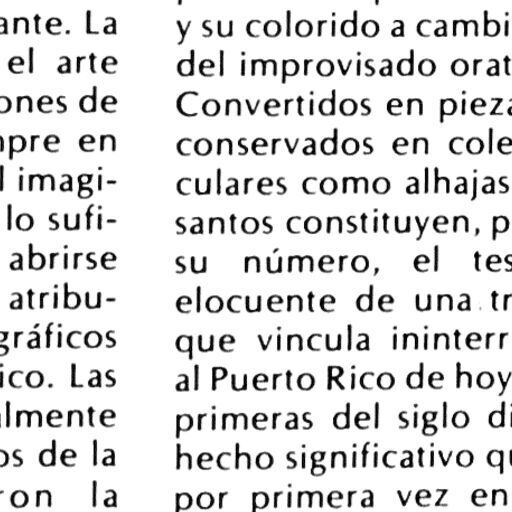 ante. La
el arte
ones de
pre en
imagi-
lo sufi-
abrirse
atribu-
gráficos
ico. Las
lmente
os de la
ron la
y su colorido a cambi
del improvisado orat
Convertidos en pieza
conservados en cole
culares como alhajas
santos constituyen, p
su número, el tes
elocuente de una tr
que vincula ininterr
al Puerto Rico de hoy
primeras del siglo di
hecho significativo qu
por primera vez en